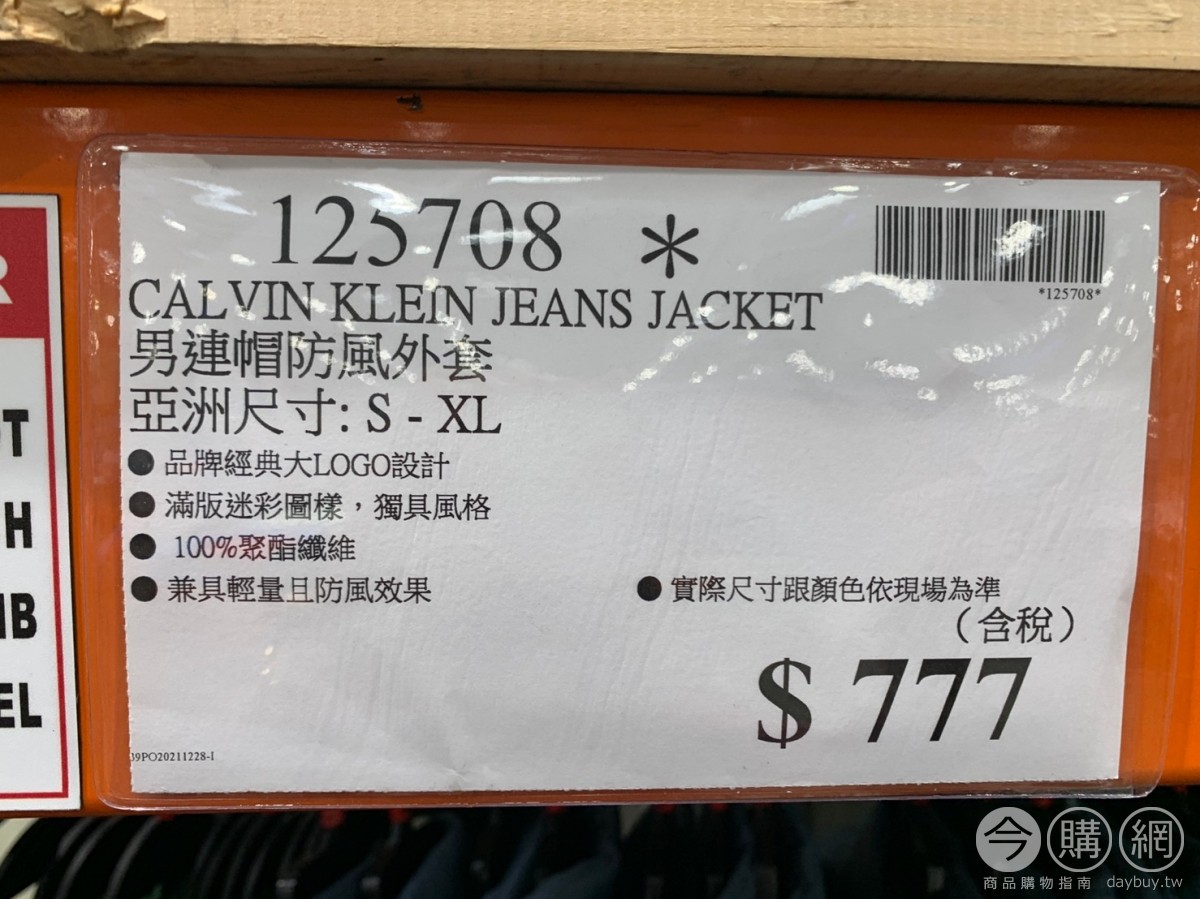 125708 *
*125708*
CALVIN KLEIN JEANS JACKET
男連帽防風外套
亞洲尺寸: S - XL
● 品牌經典大LOGO設計
● 滿版迷彩圖樣，獨具風格
● 100%聚酯纖維
● 兼具輕量且防風效果
● 實際尺寸跟顏色依現場為準
（含稅）
$ 777
39PO20211228-I
R
OT
H
MB
EL
今購網
商品購物指南 daybuy.tw